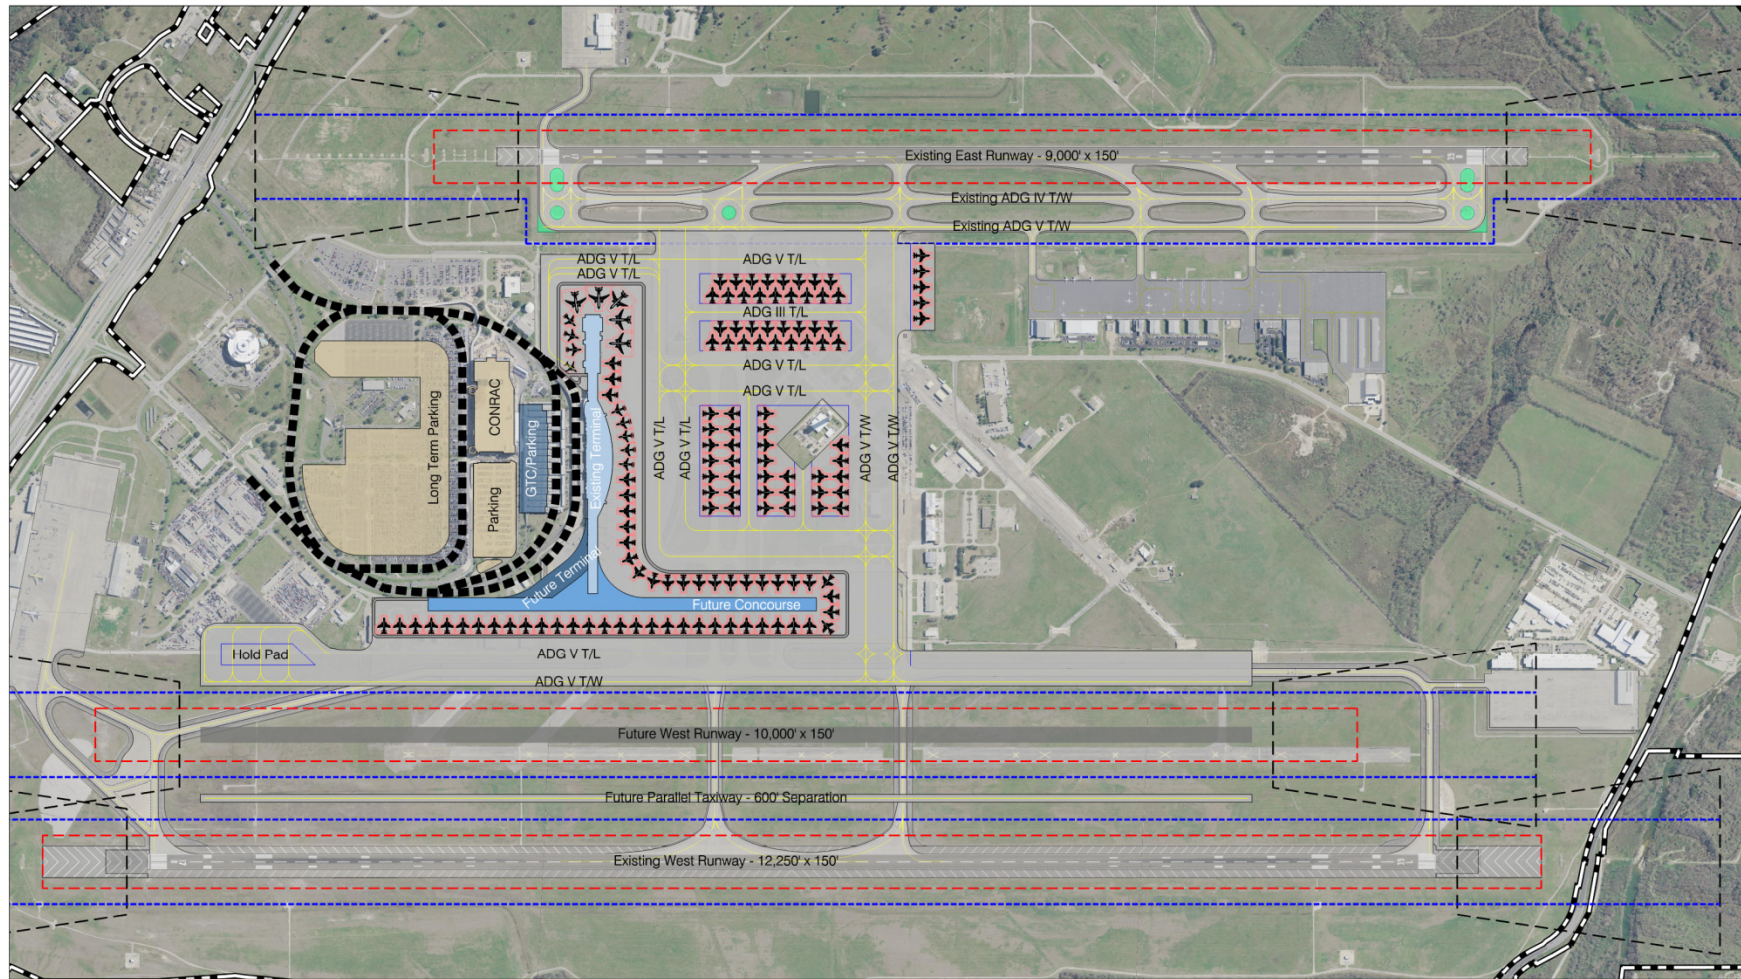 Existing East Runway - 9,000' x 150'
Existing ADG IV T/W
Existing ADG V T/W
ADG V T/L
ADG V T/L
ADG V T/L
ADG III T/L
ADG V T/L
ADG V T/L
ADG V T/L
ADG V T/L
ADG V T/W
ADG V T/W
Long Term Parking
CONRAC
Parking
GTC/Parking
Existing Terminal
Future Terminal
Future Concourse
Hold Pad
ADG V T/L
ADG V T/W
Future West Runway - 10,000' x 150'
Future Parallel Taxiway - 600' Separation
Existing West Runway - 12,250' x 150'